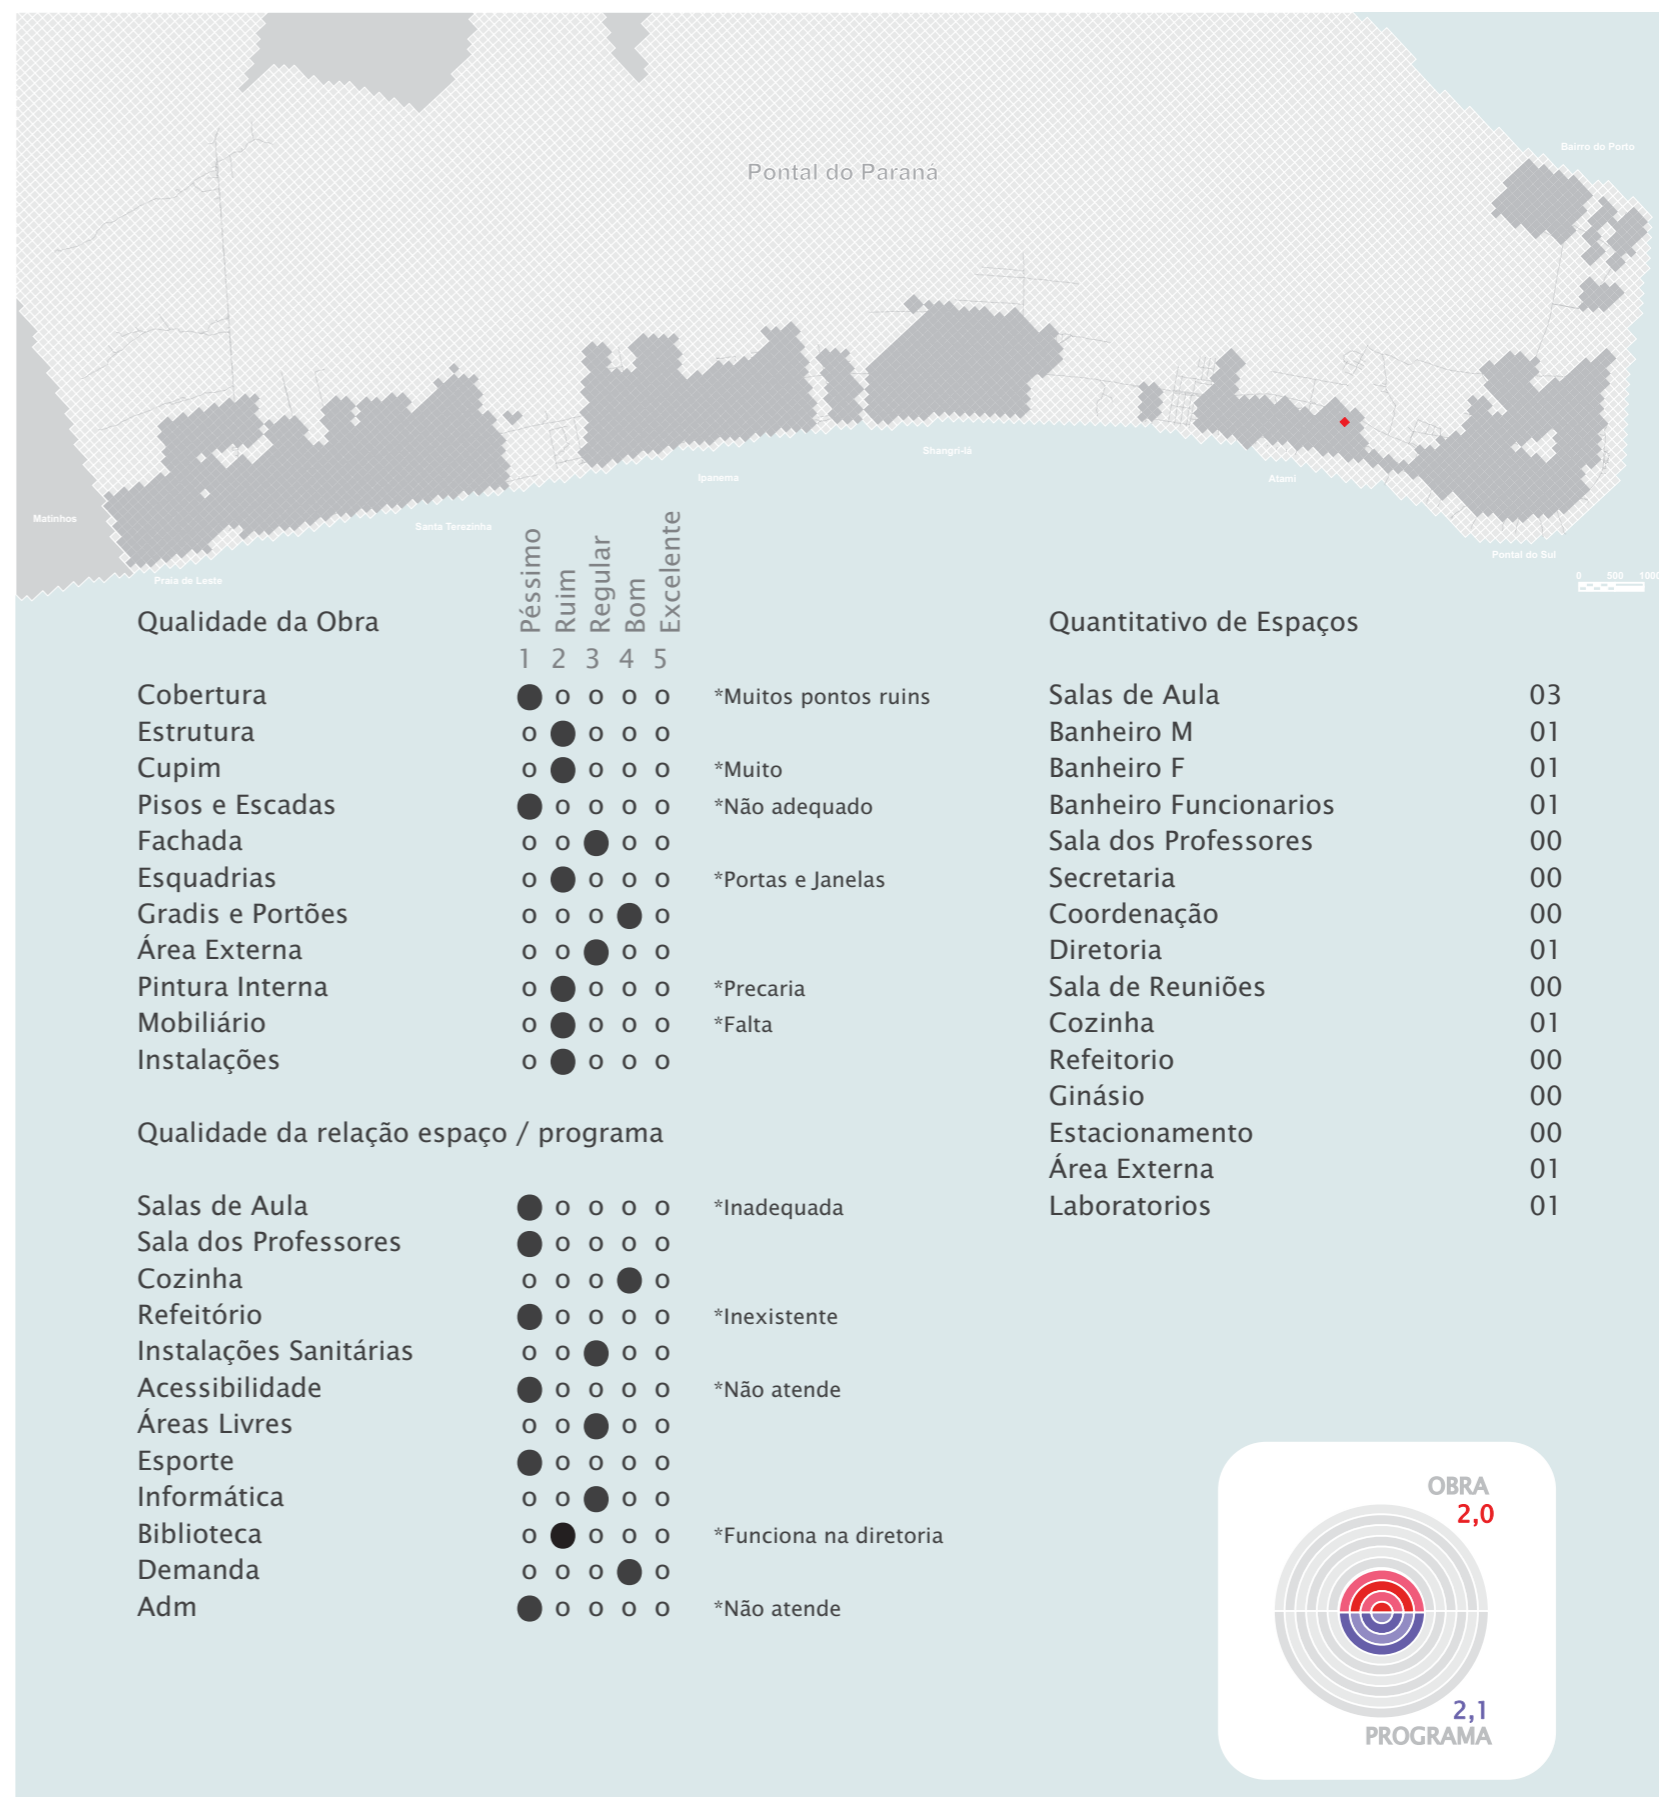 Bairro do Porto
Pontal do Paraná
Shangri-lá
Ipanema
Atami
Matinhos
Santa Terezinha
Pontal do Sul
Praia de Leste
0 500 1000
Péssimo
Ruim
Regular
Bom
Excelente
Qualidade da Obra
1 2 3 4 5
Cobertura ● o o o o *Muitos pontos ruins
Estrutura o ● o o o
Cupim o ● o o o *Muito
Pisos e Escadas ● o o o o *Não adequado
Fachada o o ● o o
Esquadrias o ● o o o *Portas e Janelas
Gradis e Portões o o o ● o
Área Externa o o ● o o
Pintura Interna o ● o o o *Precaria
Mobiliário o ● o o o *Falta
Instalações o ● o o o
Qualidade da relação espaço / programa
Salas de Aula ● o o o o *Inadequada
Sala dos Professores ● o o o o
Cozinha o o o ● o
Refeitório ● o o o o *Inexistente
Instalações Sanitárias o o ● o o
Acessibilidade ● o o o o *Não atende
Áreas Livres o o ● o o
Esporte ● o o o o
Informática o o ● o o
Biblioteca o ● o o o *Funciona na diretoria
Demanda o o o ● o
Adm ● o o o o *Não atende
Quantitativo de Espaços
Salas de Aula 03
Banheiro M 01
Banheiro F 01
Banheiro Funcionarios 01
Sala dos Professores 00
Secretaria 00
Coordenação 00
Diretoria 01
Sala de Reuniões 00
Cozinha 01
Refeitorio 00
Ginásio 00
Estacionamento 00
Área Externa 01
Laboratorios 01
OBRA
2,0
2,1
PROGRAMA